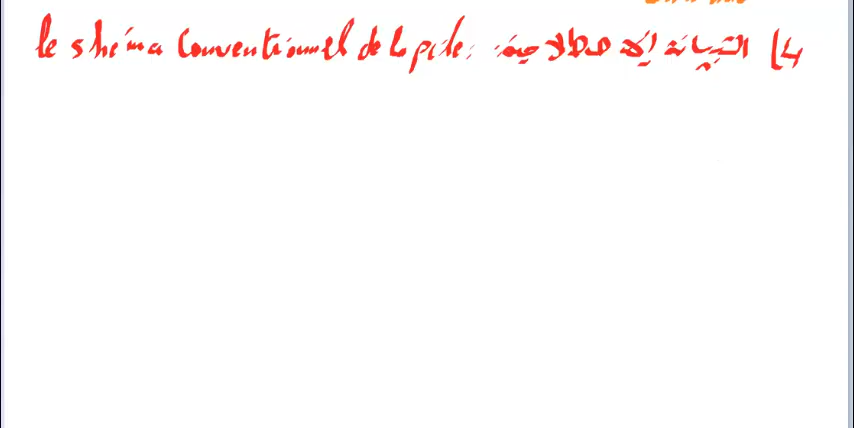 4) التبيانة الاصطلاحية: le shéma conventionnel de la pile: